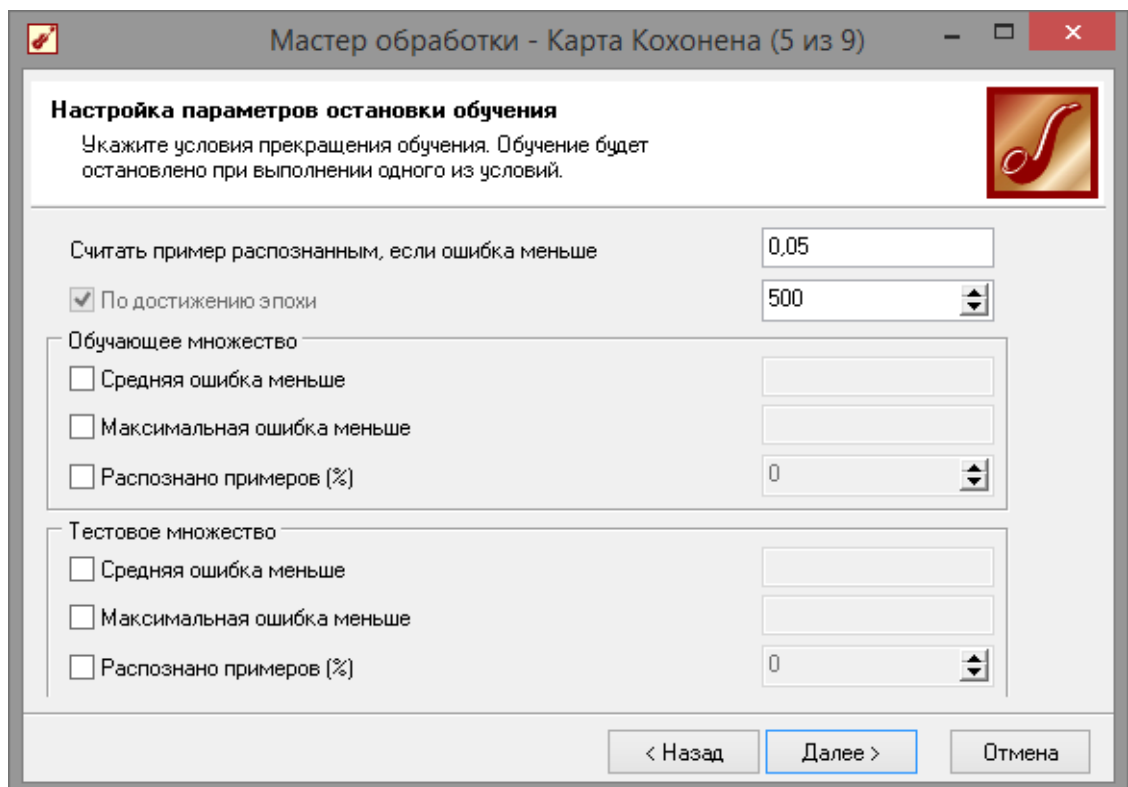 Мастер обработки - Карта Кохонена (5 из 9)
Настройка параметров остановки обучения
Укажите условия прекращения обучения. Обучение будет
остановлено при выполнении одного из условий.
Считать пример распознанным, если ошибка меньше 0,05
По достижению эпохи 500
Обучающее множество
Средняя ошибка меньше
Максимальная ошибка меньше
Распознано примеров (%) 0
Тестовое множество
Средняя ошибка меньше
Максимальная ошибка меньше
Распознано примеров (%) 0
< Назад Далее > Отмена